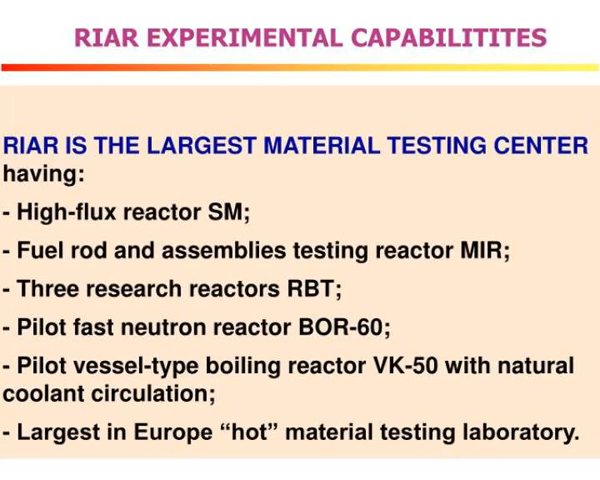 RIAR EXPERIMENTAL CAPABILITITES
RIAR IS THE LARGEST MATERIAL TESTING CENTER
having:
- High-flux reactor SM;
- Fuel rod and assemblies testing reactor MIR;
- Three research reactors RBT;
- Pilot fast neutron reactor BOR-60;
- Pilot vessel-type boiling reactor VK-50 with natural
coolant circulation;
- Largest in Europe “hot” material testing laboratory.